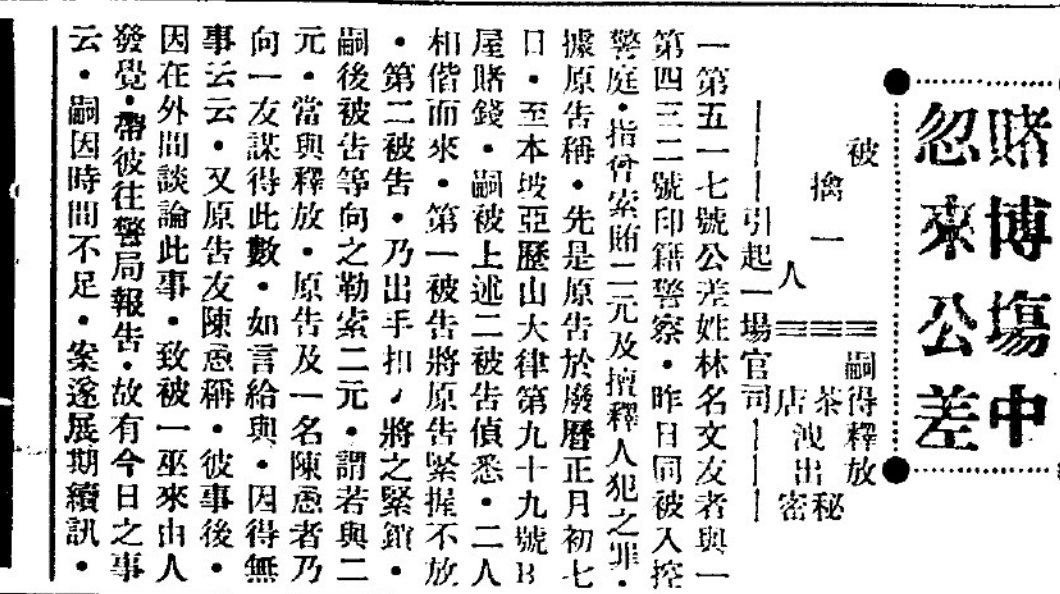 賭博塲中
忽來公差
被擒一人
嗣得釋放
茶店洩出秘密
引起一場官司
一第五一七號公差姓林名文友者與一
第四三二號印籍警察・昨日同被入控
警庭・指曾索賄二元及擅釋人犯之罪・
據原告稱・先是原告於廢曆正月初七
日・至本坡亞歷山大律第九十九號B
屋賭錢・嗣被上述二被告偵悉・二人
相偕而來・第一被告將原告緊握不放
・第二被告・乃出手扣・將之緊鎖・
嗣後被告等向之勒索二元・謂若與二
元・當與釋放・原告及一名陳愚者乃
向一友謀得此數・如言給與・因得無
事云云・又原告友陳愚稱・彼事後・
因在外間談論此事・致被一巫來由人
發覺・帶彼往警局報告・故有今日之事
云・嗣因時間不足・案遂展期續訊・